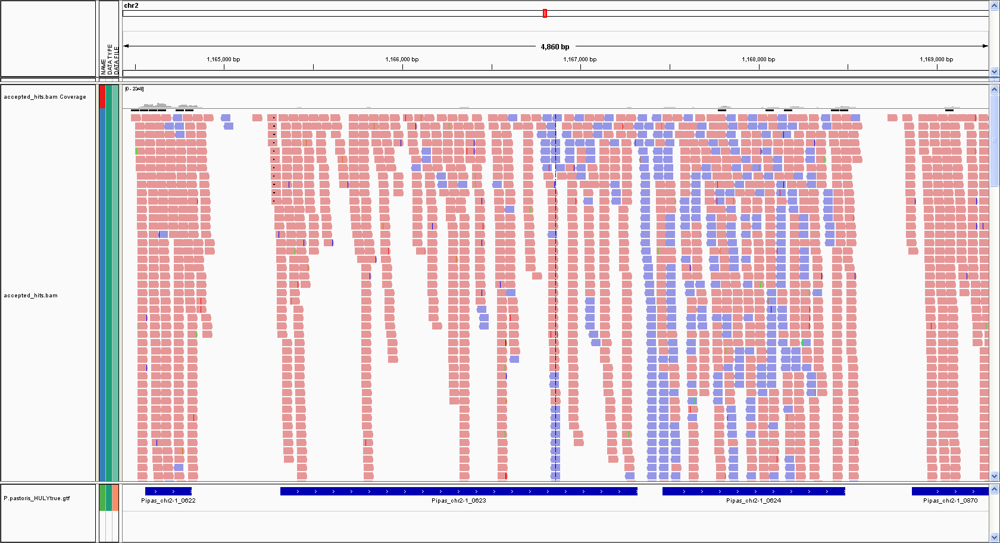 chr2
4,860 bp
1,165,000 bp 1,166,000 bp 1,167,000 bp 1,168,000 bp 1,169,000 bp
NAME
DATA TYPE
DATA FILE
accepted_hits.bam Coverage
[0 - 2348]
accepted_hits.bam
P.pastoris_HULYtrue.gtf
Pipas_chr2-1_0622 Pipas_chr2-1_0623 Pipas_chr2-1_0624 Pipas_chr2-1_0870